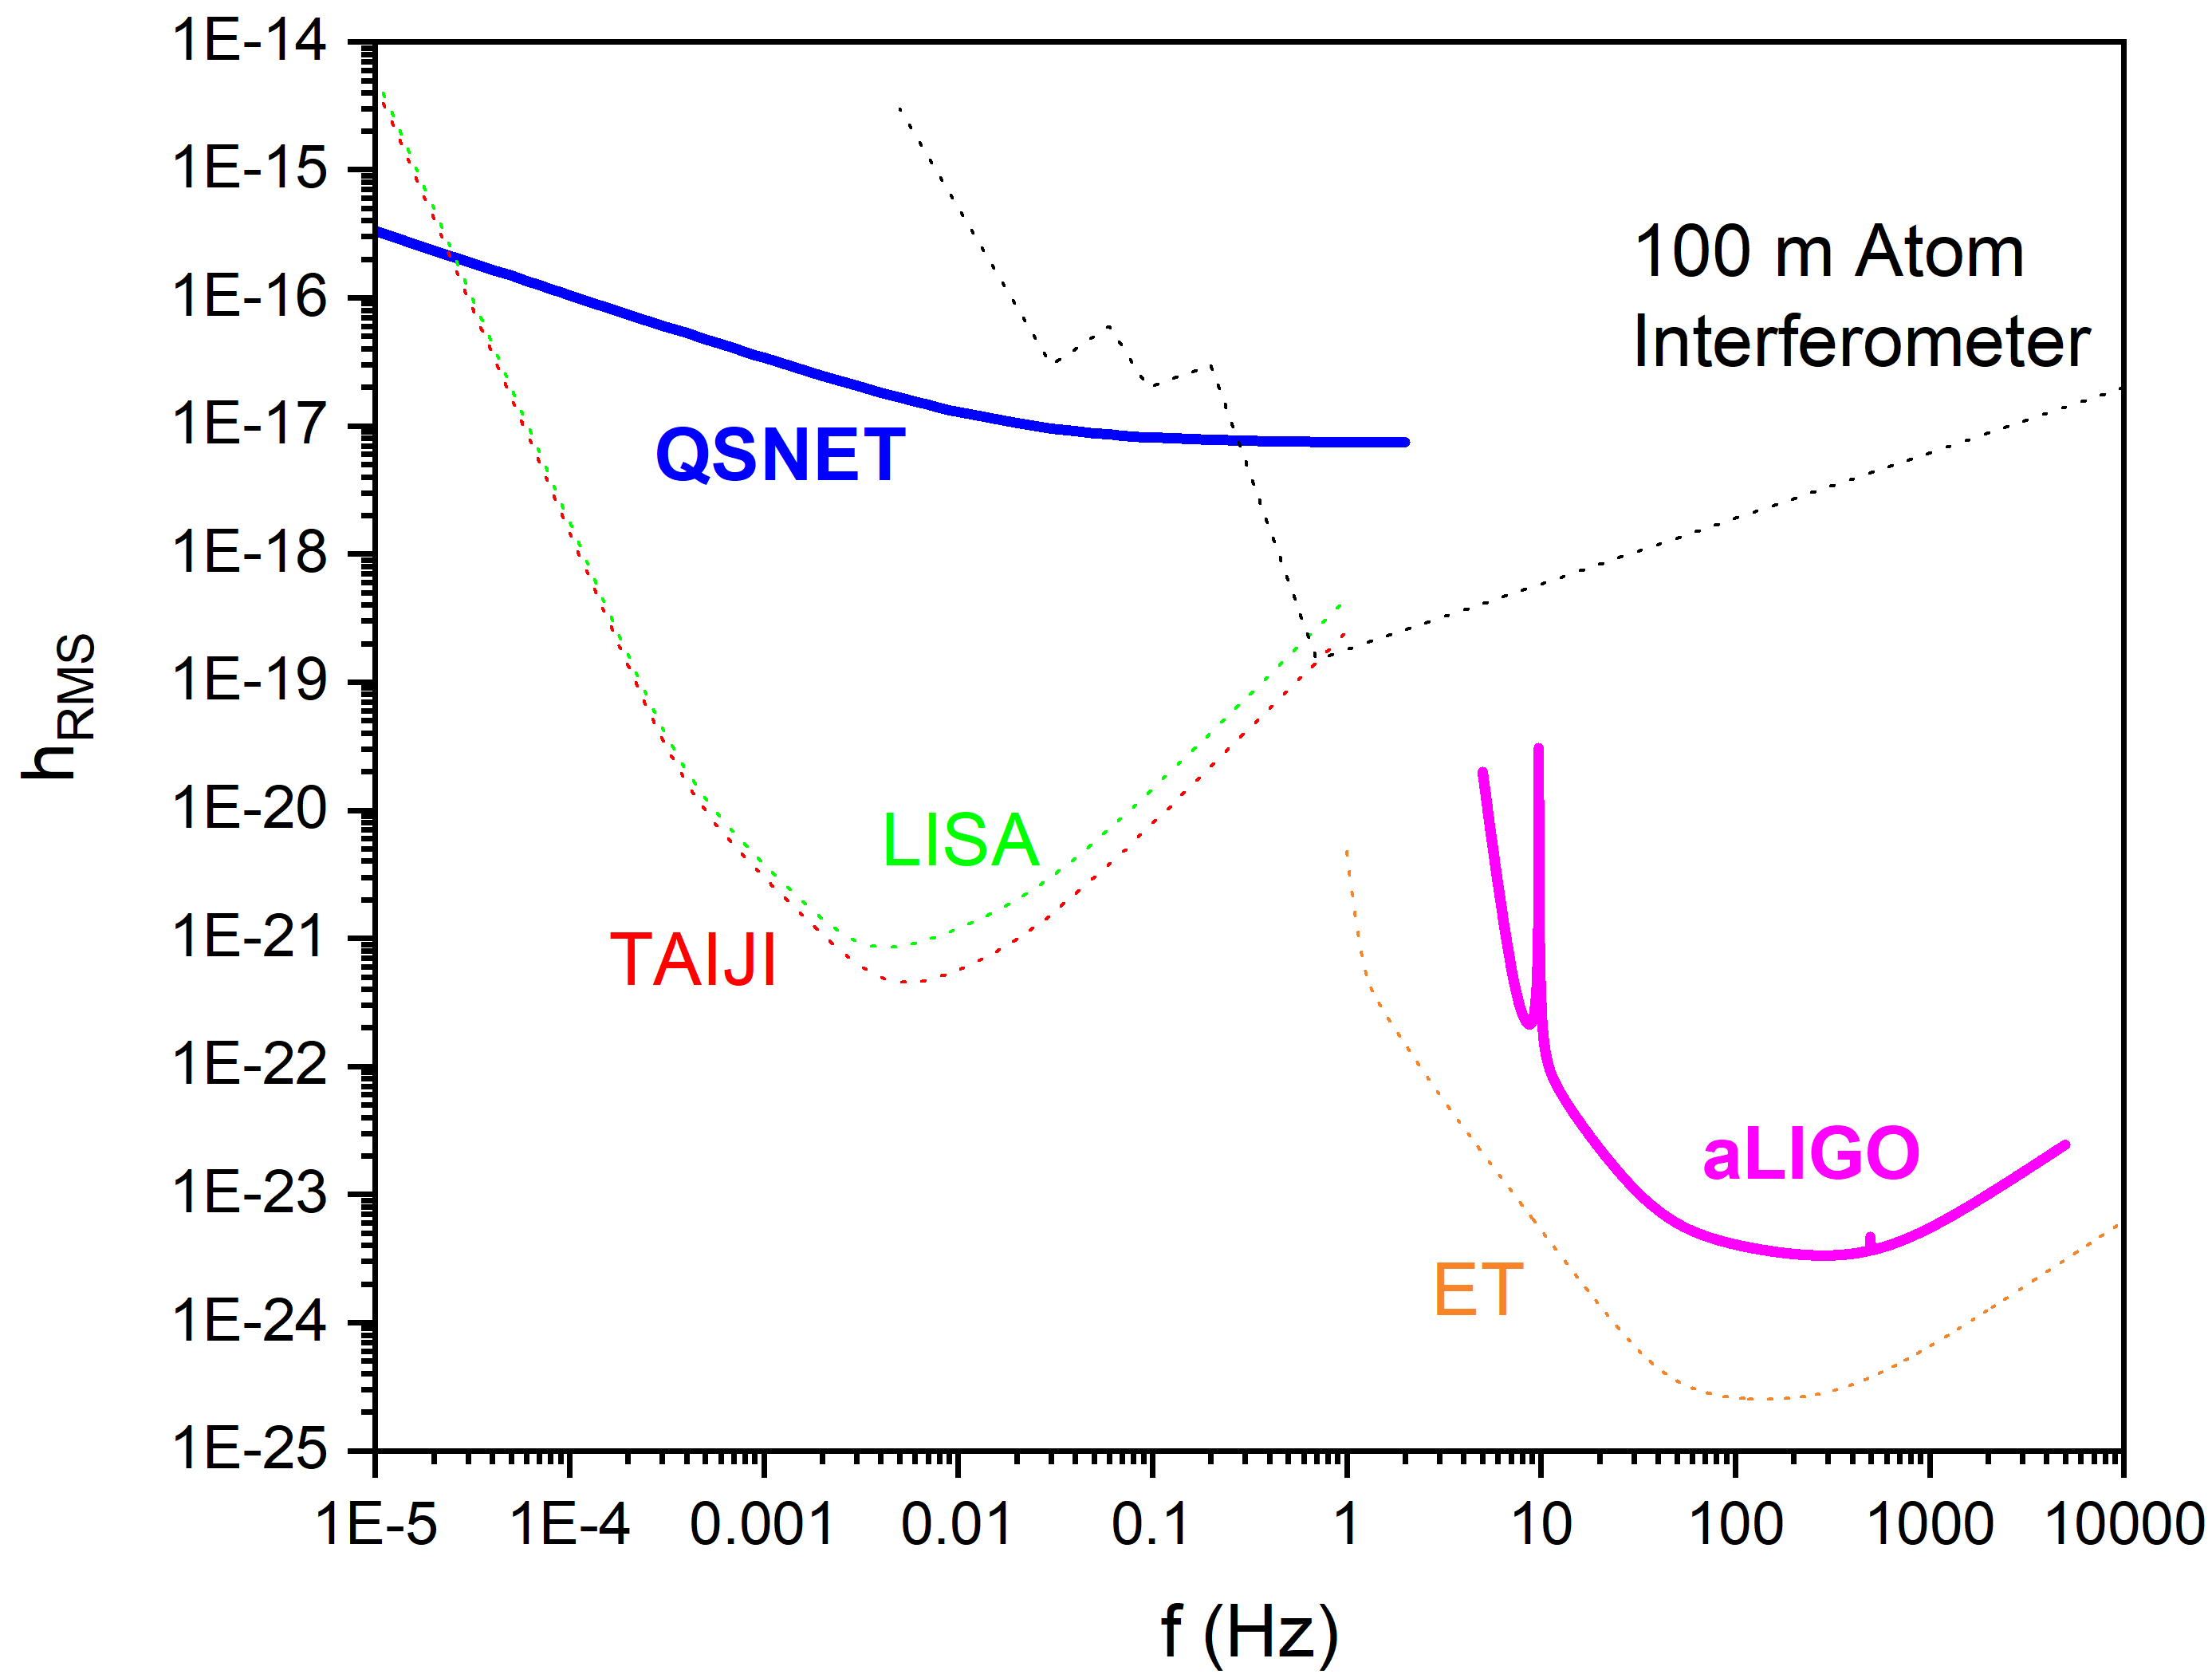 1E-14
1E-15
1E-16
1E-17
1E-18
1E-19
1E-20
1E-21
1E-22
1E-23
1E-24
1E-25
hRMS
100 m Atom
Interferometer
QSNET
LISA
TAIJI
aLIGO
ET
1E-5 1E-4 0.001 0.01 0.1 1 10 100 1000 10000
f (Hz)